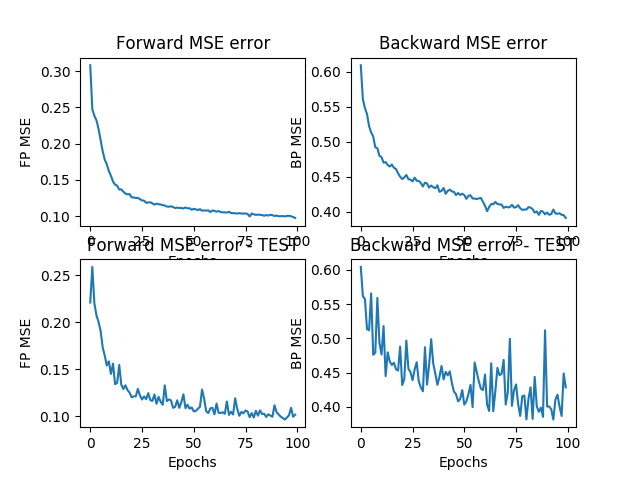 Forward MSE error
Backward MSE error
FP MSE
0.30
0.25
0.20
0.15
0.10
0 25 50 75 100
Epochs
BP MSE
0.60
0.55
0.50
0.45
0.40
0 25 50 75 100
Epochs
Forward MSE error - TEST
Backward MSE error - TEST
FP MSE
0.25
0.20
0.15
0.10
0 25 50 75 100
Epochs
BP MSE
0.60
0.55
0.50
0.45
0.40
0 25 50 75 100
Epochs